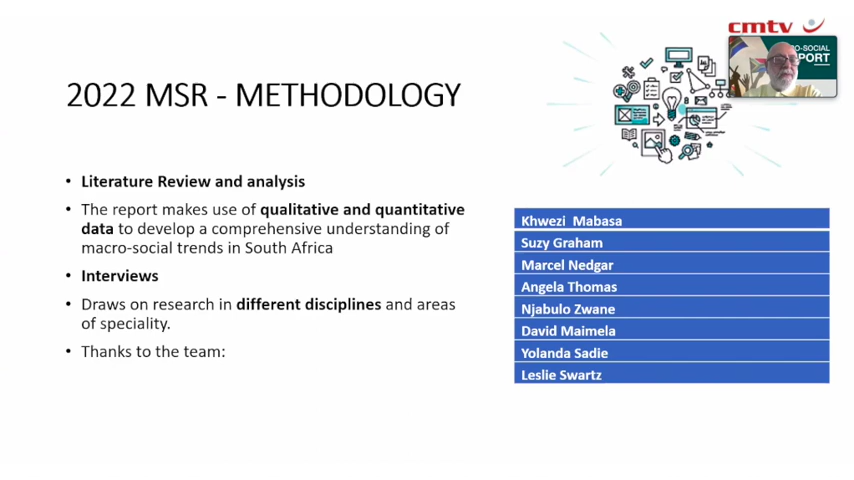 cmtv
O-SOCIAL
PORT
2022 MSR - METHODOLOGY
• Literature Review and analysis
• The report makes use of qualitative and quantitative
data to develop a comprehensive understanding of
macro-social trends in South Africa
• Interviews
• Draws on research in different disciplines and areas
of speciality.
• Thanks to the team:
Khwezi Mabasa
Suzy Graham
Marcel Nedgar
Angela Thomas
Njabulo Zwane
David Maimela
Yolanda Sadie
Leslie Swartz